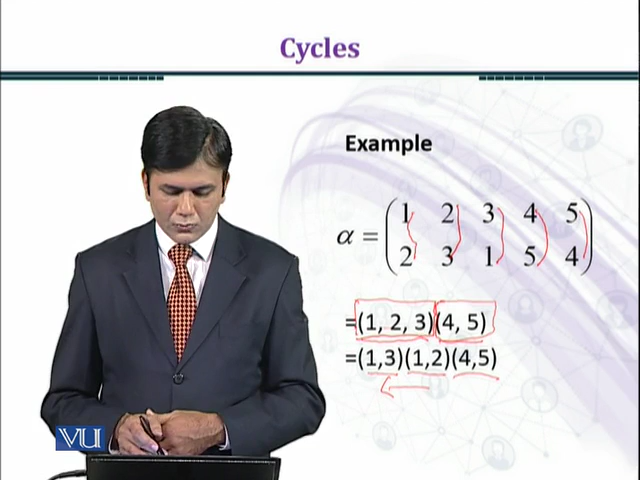 Cycles
Example
α = (1 2 3 4 5
2 3 1 5 4)
=(1, 2, 3)(4, 5)
=(1,3)(1,2)(4,5)
VU